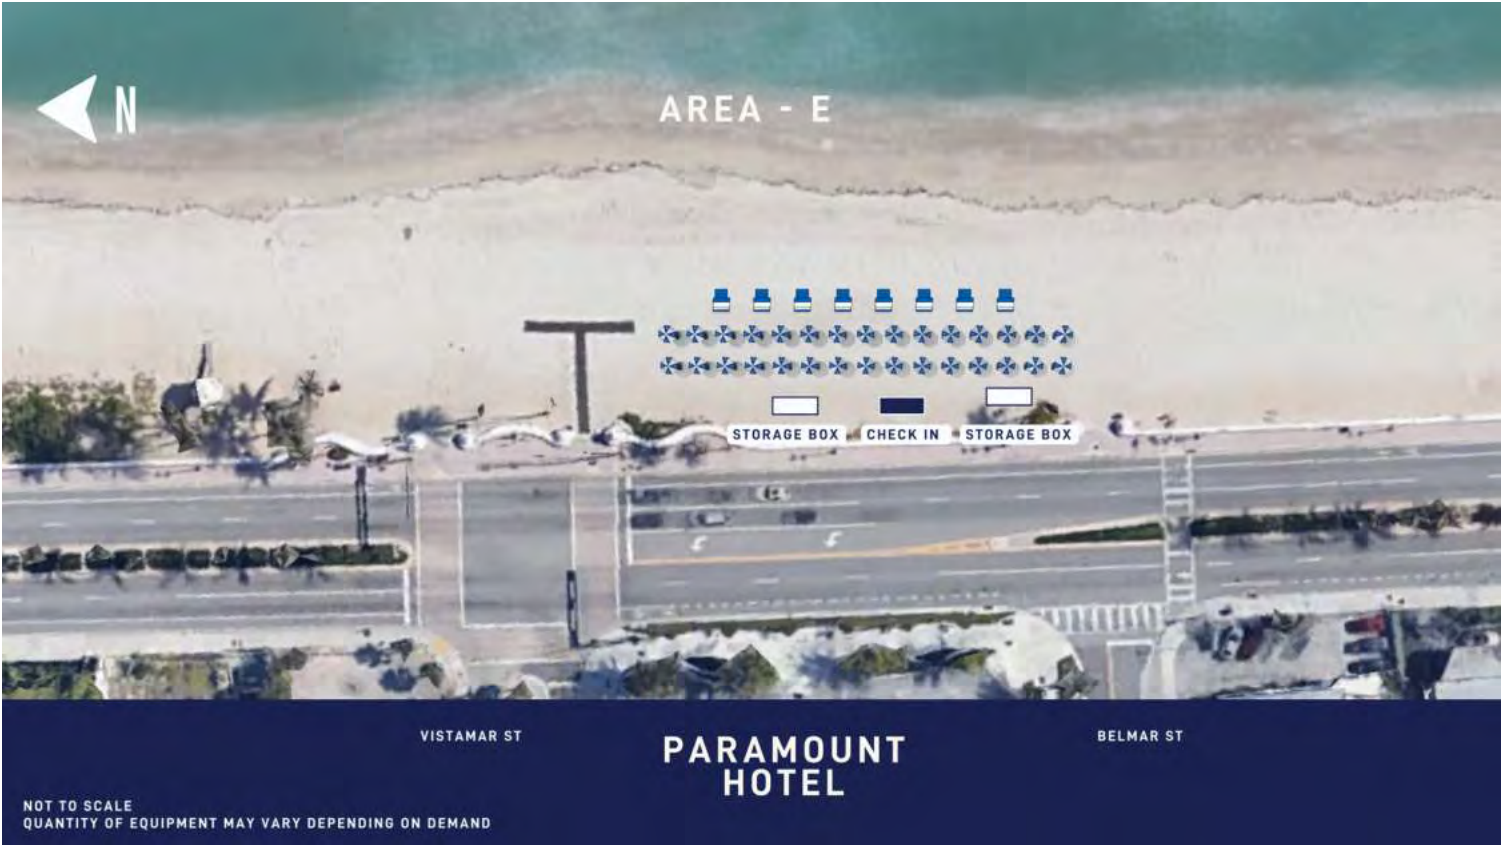 N
AREA - E
STORAGE BOX
CHECK IN
STORAGE BOX
VISTAMAR ST
PARAMOUNT
HOTEL
BELMAR ST
NOT TO SCALE
QUANTITY OF EQUIPMENT MAY VARY DEPENDING ON DEMAND